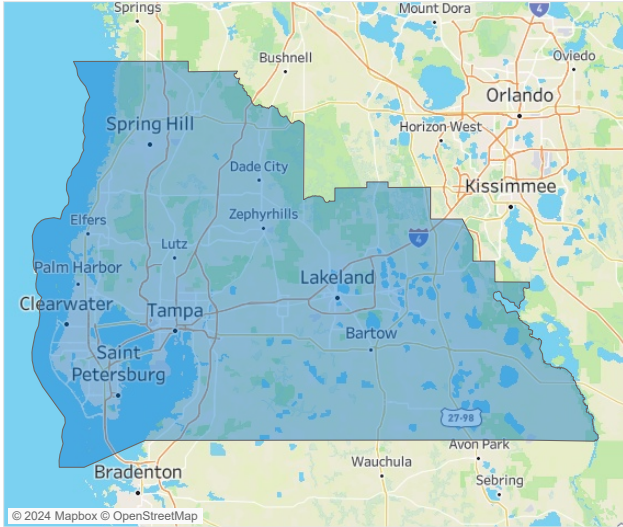 Springs
Mount Dora
4
Bushnell
Oviedo
Orlando
Spring Hill
Horizon West
Dade City
Kissimmee
Elfers
Zephyrhills
4
Lutz
Palm Harbor
Lakeland
Clearwater
Tampa
Bartow
Saint
Petersburg
27-98
Avon Park
Bradenton
Wauchula
Sebring
© 2024 Mapbox © OpenStreetMap